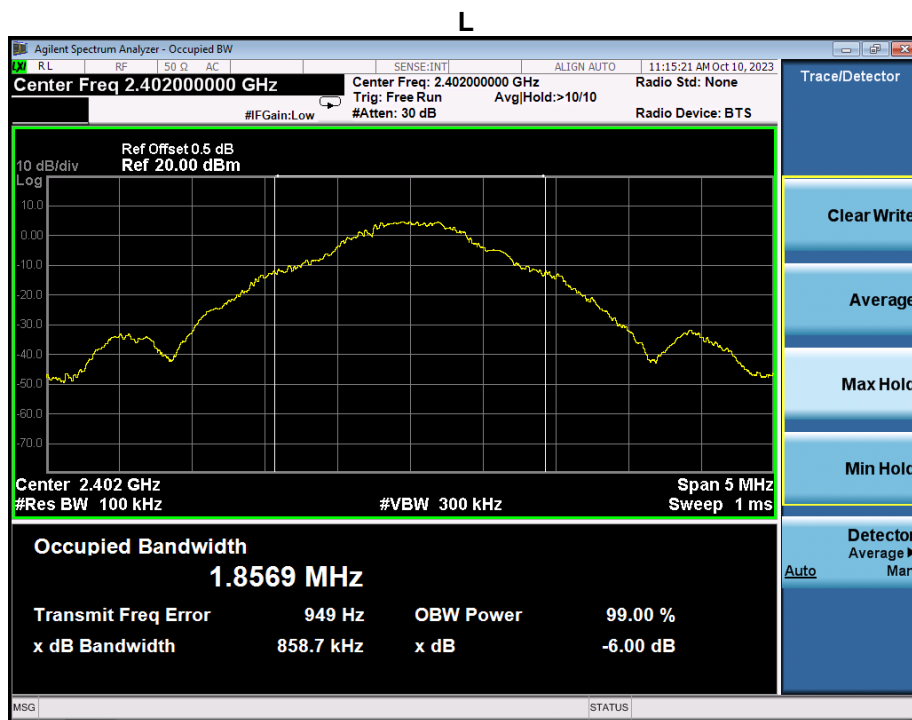 L
Agilent Spectrum Analyzer - Occupied BW
LXI RL RF 50 Ω AC SENSE:INT ALIGN AUTO 11:15:21 AM Oct 10, 2023
Center Freq 2.402000000 GHz
Center Freq: 2.402000000 GHz
Radio Std: None
Trace/Detector
Trig: Free Run Avg|Hold:>10/10
#IFGain:Low #Atten: 30 dB Radio Device: BTS
Ref Offset 0.5 dB
10 dB/div Ref 20.00 dBm
Log
10.0
0.00
-10.0
-20.0
-30.0
-40.0
-50.0
-60.0
-70.0
Center 2.402 GHz Span 5 MHz
#Res BW 100 kHz #VBW 300 kHz Sweep 1 ms
Occupied Bandwidth
1.8569 MHz
Transmit Freq Error 949 Hz OBW Power 99.00 %
x dB Bandwidth 858.7 kHz x dB -6.00 dB
Clear Write
Average
Max Hold
Min Hold
Detector
Average
Auto Man
MSG STATUS